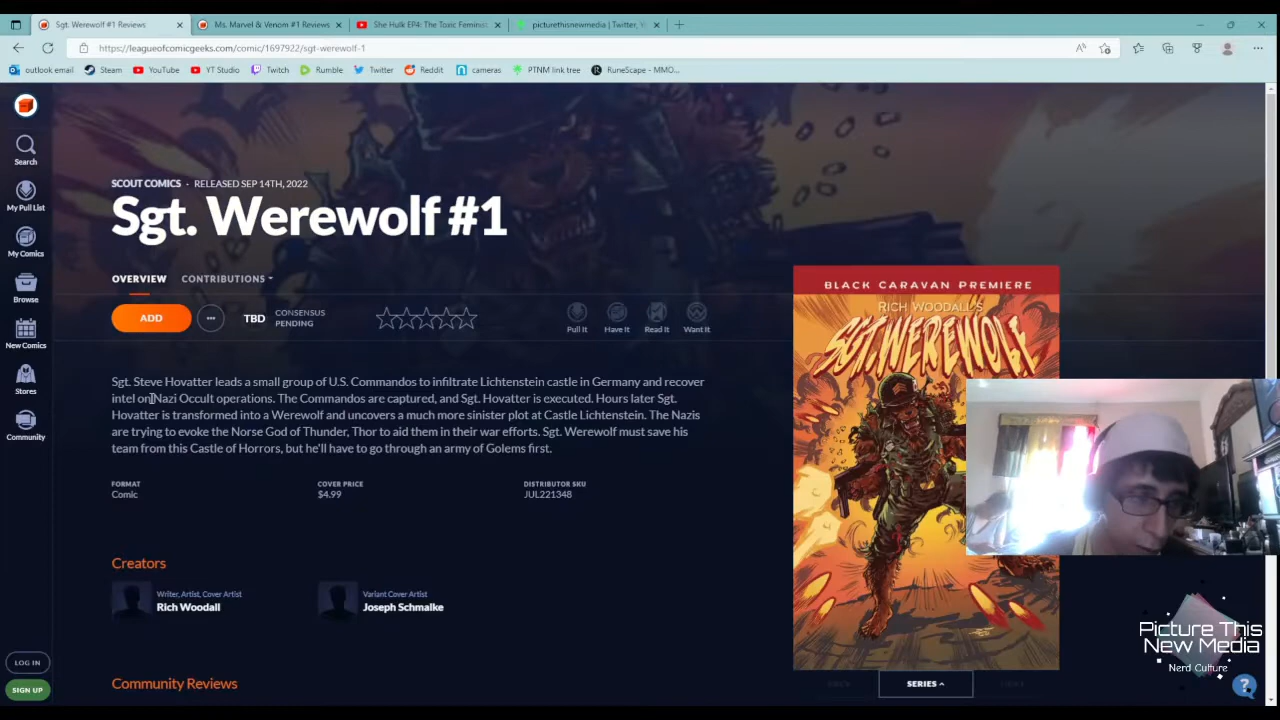 Sgt. Werewolf #1 Reviews
Ms. Marvel & Venom #1 Reviews
She Hulk EP4: The Toxic Feminist
picturethisnewmedia | Twitter, Y
https://leagueofcomicgeeks.com/comic/1697922/sgt-werewolf-1
outlook email
Steam
YouTube
YT Studio
Twitch
Rumble
Twitter
Reddit
cameras
PTNM link tree
RuneScape - MMO...
Search
My Pull List
My Comics
Browse
New Comics
Stores
Community
LOG IN
SIGN UP
SCOUT COMICS · RELEASED SEP 14TH, 2022
Sgt. Werewolf #1
OVERVIEW CONTRIBUTIONS
ADD
TBD
CONSENSUS
PENDING
Pull It
Have It
Read It
Want It
Sgt. Steve Hovatter leads a small group of U.S. Commandos to infiltrate Lichtenstein castle in Germany and recover
intel on Nazi Occult operations. The Commandos are captured, and Sgt. Hovatter is executed. Hours later Sgt.
Hovatter is transformed into a Werewolf and uncovers a much more sinister plot at Castle Lichtenstein. The Nazis
are trying to evoke the Norse God of Thunder, Thor to aid them in their war efforts. Sgt. Werewolf must save his
team from this Castle of Horrors, but he'll have to go through an army of Golems first.
FORMAT
Comic
COVER PRICE
$4.99
DISTRIBUTOR SKU
JUL221348
Creators
Writer, Artist, Cover Artist
Rich Woodall
Variant Cover Artist
Joseph Schmalke
Community Reviews
BLACK CARAVAN PREMIERE
RICH WOODALL'S
SGT. WEREWOLF
SERIES
Picture This
New Media
Nerd Culture
?